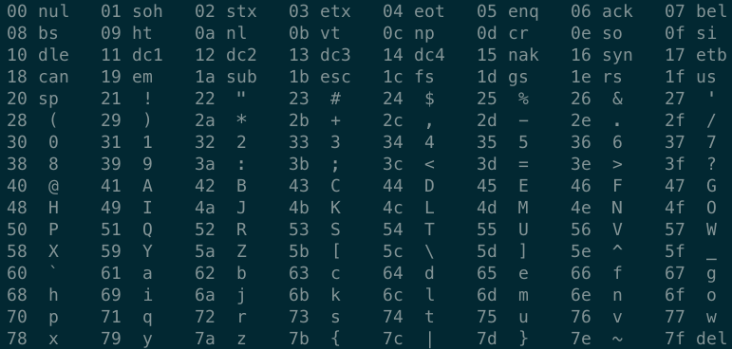 00 nul 01 soh 02 stx 03 etx 04 eot 05 enq 06 ack 07 bel
08 bs 09 ht 0a nl 0b vt 0c np 0d cr 0e so 0f si
10 dle 11 dc1 12 dc2 13 dc3 14 dc4 15 nak 16 syn 17 etb
18 can 19 em 1a sub 1b esc 1c fs 1d gs 1e rs 1f us
20 sp 21 ! 22 " 23 # 24 $ 25 % 26 & 27 '
28 ( 29 ) 2a * 2b + 2c , 2d - 2e . 2f /
30 0 31 1 32 2 33 3 34 4 35 5 36 6 37 7
38 8 39 9 3a : 3b ; 3c < 3d = 3e > 3f ?
40 @ 41 A 42 B 43 C 44 D 45 E 46 F 47 G
48 H 49 I 4a J 4b K 4c L 4d M 4e N 4f O
50 P 51 Q 52 R 53 S 54 T 55 U 56 V 57 W
58 X 59 Y 5a Z 5b [ 5c \ 5d ] 5e ^ 5f _
60 ` 61 a 62 b 63 c 64 d 65 e 66 f 67 g
68 h 69 i 6a j 6b k 6c l 6d m 6e n 6f o
70 p 71 q 72 r 73 s 74 t 75 u 76 v 77 w
78 x 79 y 7a z 7b { 7c | 7d } 7e ~ 7f del